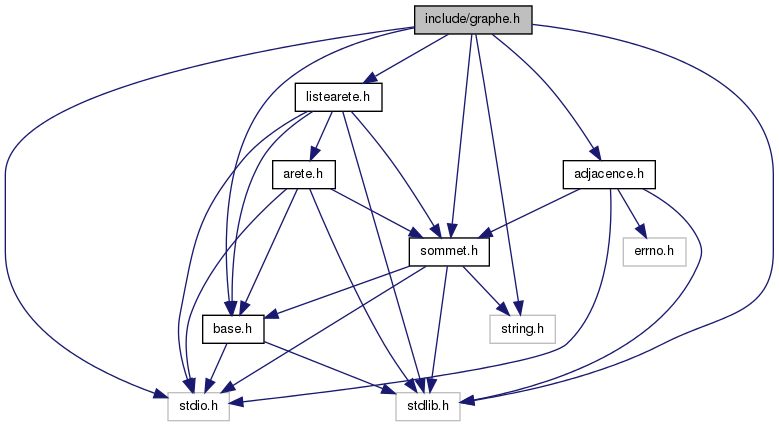 include/graphe.h
listearete.h
arete.h
adjacence.h
sommet.h
errno.h
base.h
string.h
stdio.h
stdlib.h